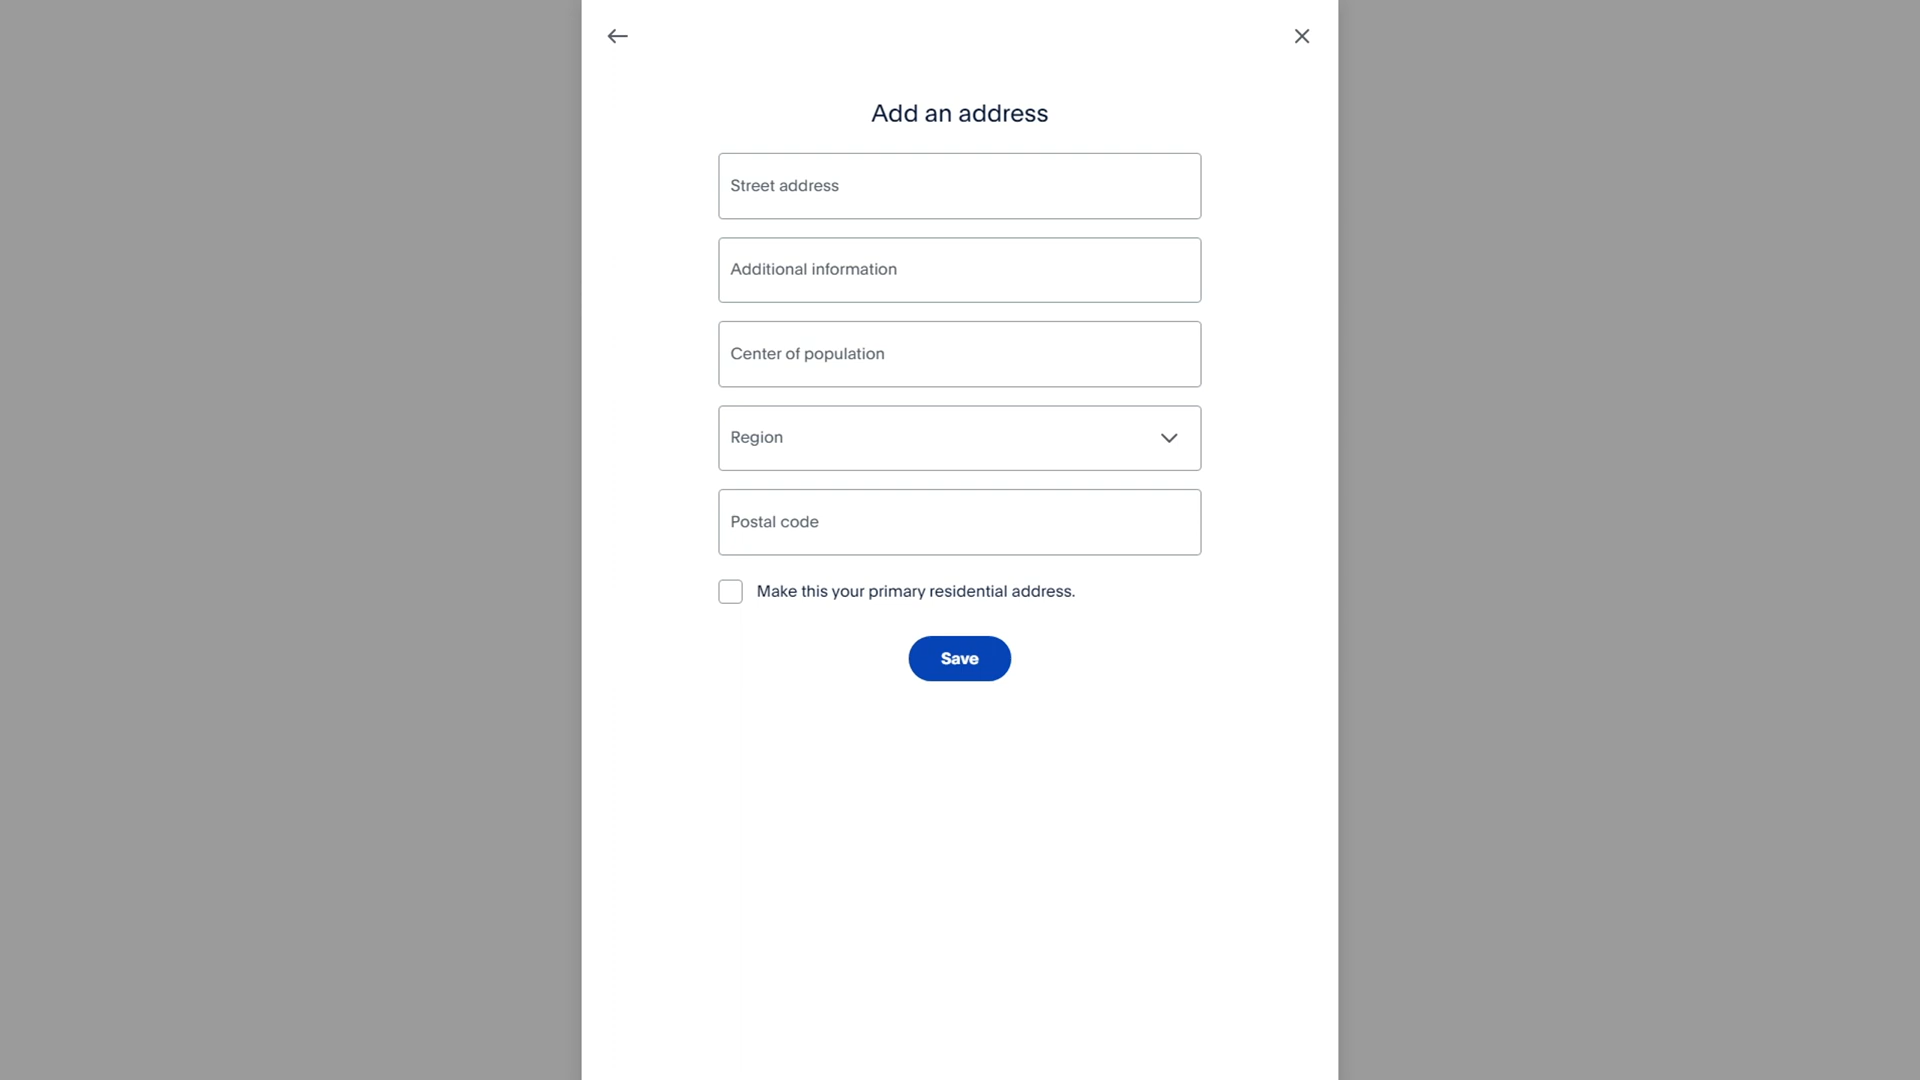 Add an address
Street address
Additional information
Center of population
Region
Postal code
Make this your primary residential address.
Save